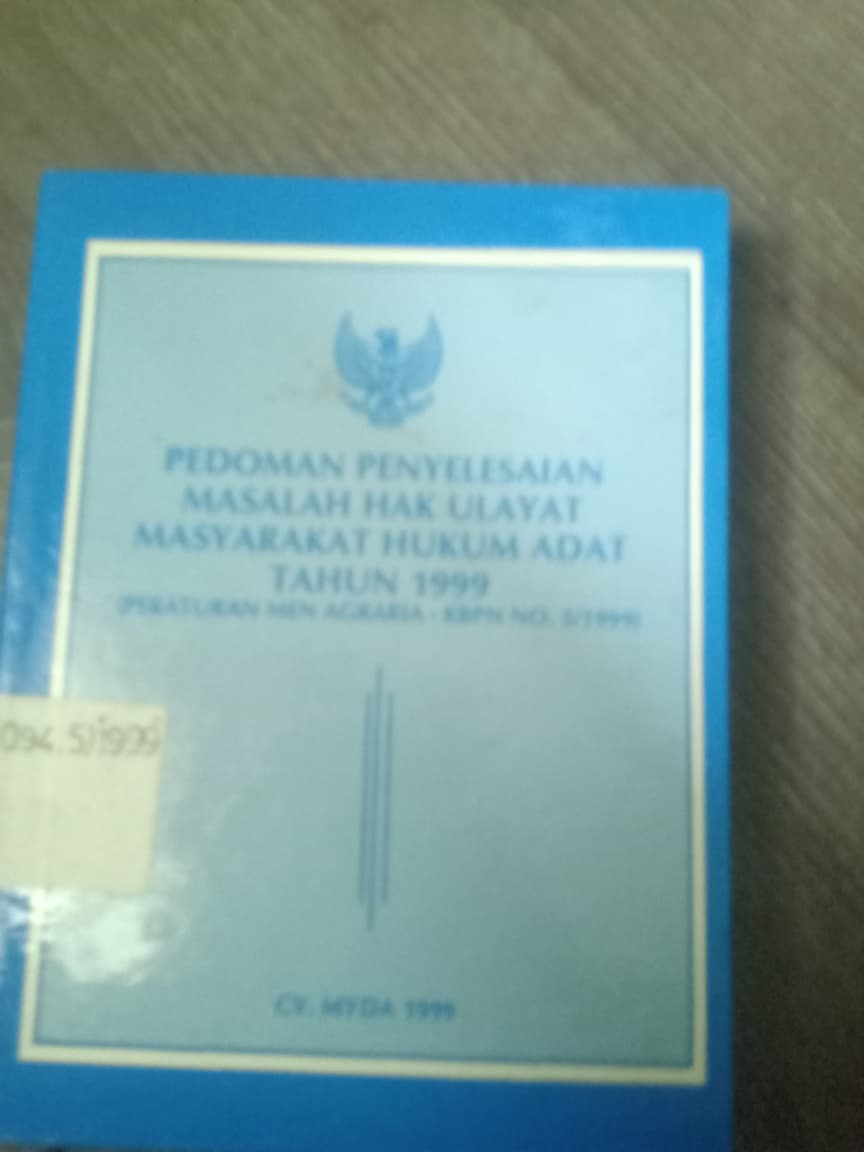 PEDOMAN PENYELESAIAN
MASALAH HAK ULAYAT
MASYARAKAT HUKUM ADAT
TAHUN 1999
(PERATURAN MEN AGRARIA - KBPN NO. 5/1999)
094.5/1999
CV. MYDA 1999